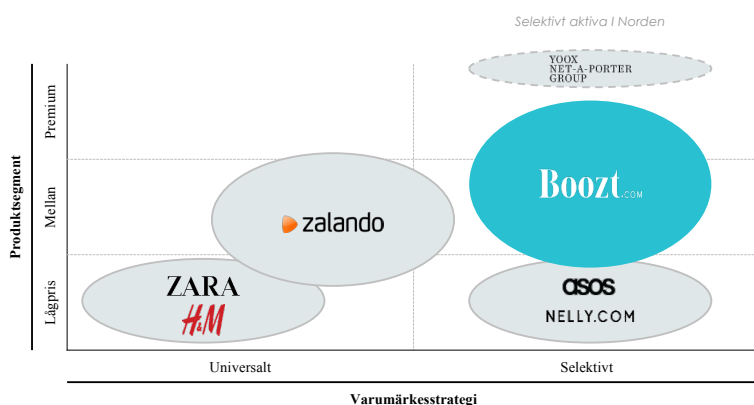 Selektivt aktiva I Norden
YOOX
NET-A-PORTER
GROUP
Premium
Boozt.COM
Mellan
Produktsegment
zalando
Lågpris
ZARA
H&M
asos
NELLY.COM
Universalt
Selektivt
Varumärkesstrategi